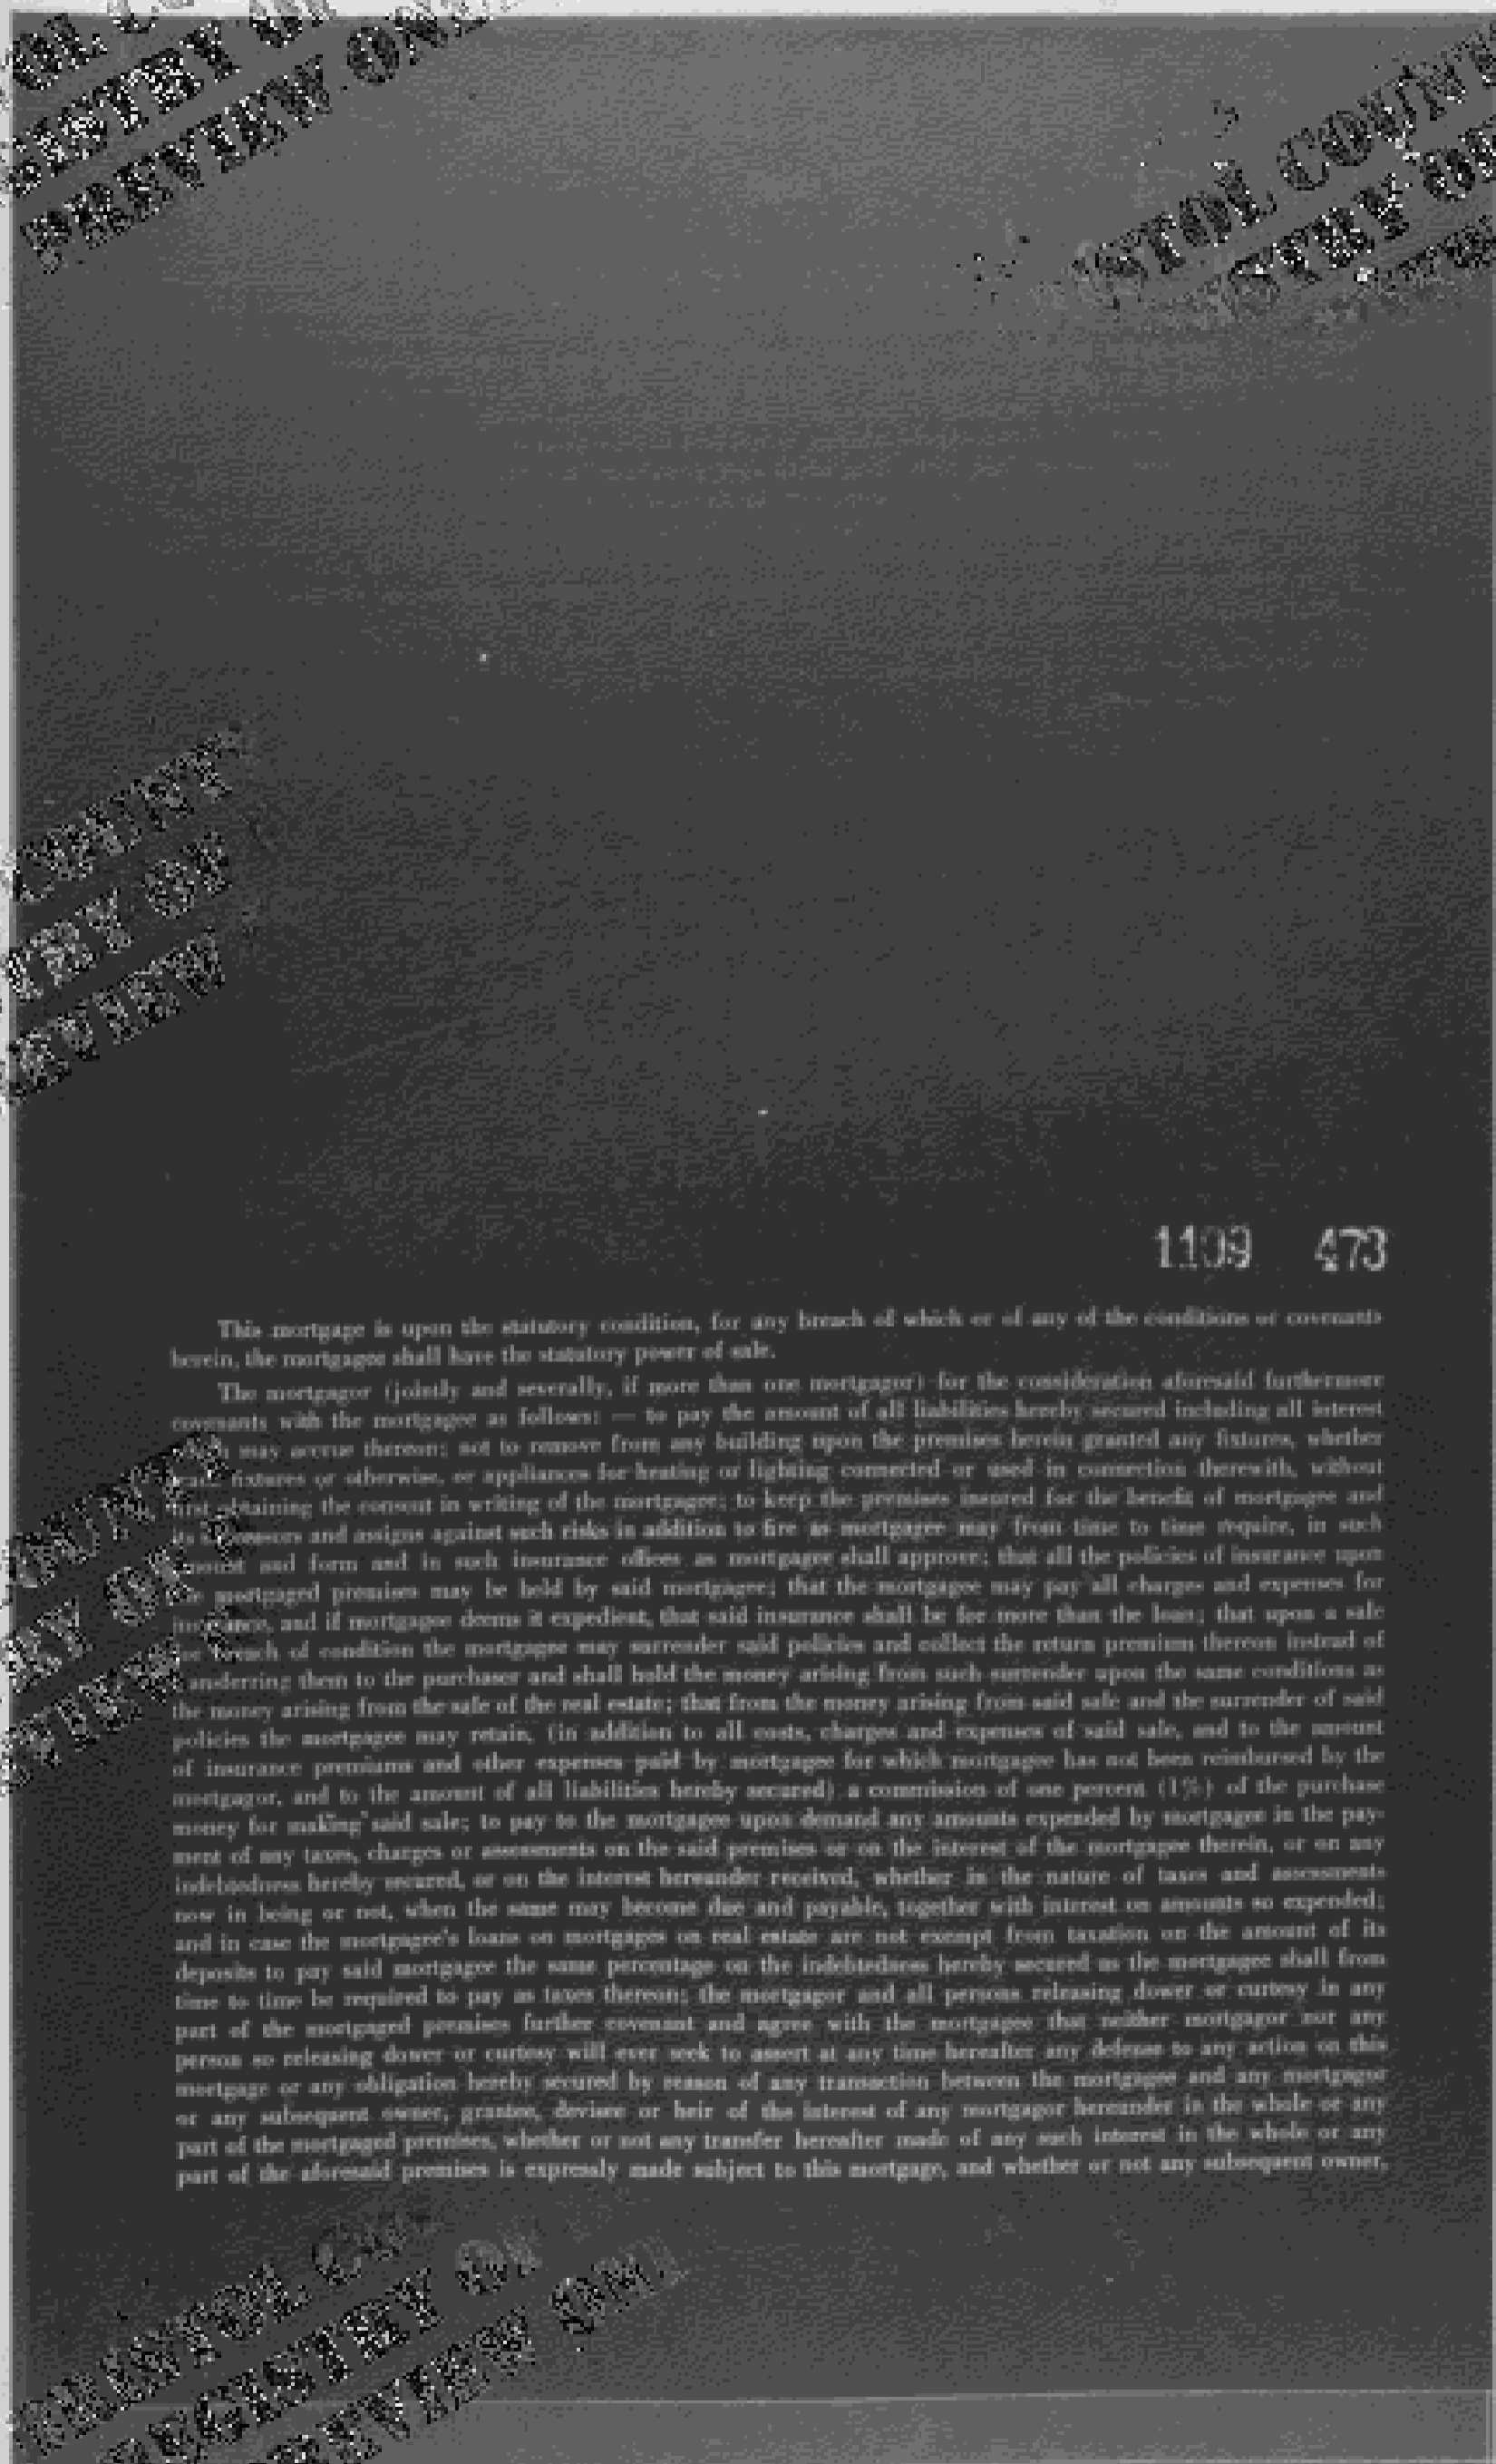 PREVIEW ONL
STOL COUN
1109 473
This mortgage is upon the statutory condition, for any breach of which or of any of the conditions or covenants
herein, the mortgagee shall have the statutory power of sale.
The mortgagor (jointly and severally, if more than one mortgagor) for the consideration aforesaid furthermore
covenants with the mortgagee as follows: — to pay the amount of all liabilities hereby secured including all interest
may accrue thereon; not to remove from any building upon the premises herein granted any fixtures, whether
fixtures or otherwise, or appliances for heating or lighting connected or used in connection therewith, without
first obtaining the consent in writing of the mortgagee; to keep the premises insured for the benefit of mortgagee and
its successors and assigns against such risks in addition to fire as mortgagee may from time to time require, in such
amount and form and in such insurance offices as mortgagee shall approve; that all the policies of insurance upon
the mortgaged premises may be held by said mortgagee; that the mortgagee may pay all charges and expenses for
insurance, and if mortgagee deems it expedient, that said insurance shall be for more than the loan; that upon a sale
for breach of condition the mortgagee may surrender said policies and collect the return premiums thereon instead of
transferring them to the purchaser and shall hold the money arising from such surrender upon the same conditions as
the money arising from the sale of the real estate; that from the money arising from said sale and the surrender of said
policies the mortgagee may retain, (in addition to all costs, charges and expenses of said sale, and to the amount
of insurance premiums and other expenses paid by mortgagee for which mortgagee has not been reimbursed by the
mortgagor, and to the amount of all liabilities hereby secured) a commission of one percent (1%) of the purchase
money for making said sale; to pay to the mortgagee upon demand any amounts expended by mortgagee in the pay-
ment of any taxes, charges or assessments on the said premises or on the interest of the mortgagee therein, or on any
indebtedness hereby secured, or on the interest hereunder received, whether in the nature of taxes and assessments
now in being or not, when the same may become due and payable, together with interest on amounts so expended;
and in case the mortgagee's loans on mortgages on real estate are not exempt from taxation on the amount of its
deposits to pay said mortgagee the same percentage on the indebtedness hereby secured as the mortgagee shall from
time to time be required to pay as taxes thereon; the mortgagor and all persons releasing dower or curtesy in any
part of the mortgaged premises further covenant and agree with the mortgagee that neither mortgagor nor any
person so releasing dower or curtesy will ever seek to assert at any time hereafter any defense to any action on this
mortgage or any obligation hereby secured by reason of any transaction between the mortgagee and any mortgagor
or any subsequent owner, grantee, devisee or heir of the interest of any mortgagor hereunder in the whole or any
part of the mortgaged premises, whether or not any transfer hereafter made of any such interest in the whole or any
part of the aforesaid premises is expressly made subject to this mortgage, and whether or not any subsequent owner,